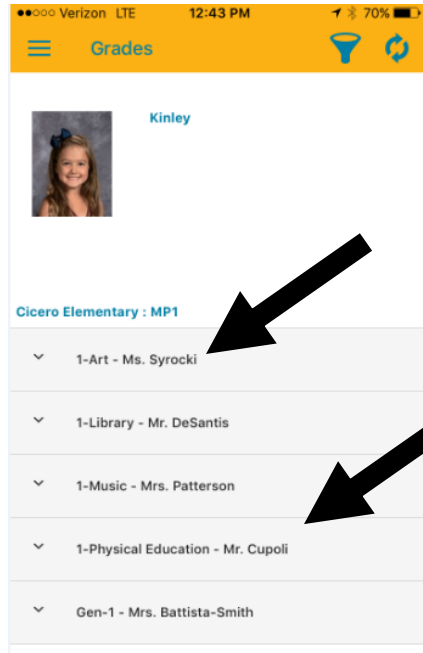 Verizon LTE 12:43 PM 70%
Grades
Kinley
Cicero Elementary : MP1
1-Art - Ms. Syrocki
1-Library - Mr. DeSantis
1-Music - Mrs. Patterson
1-Physical Education - Mr. Cupoli
Gen-1 - Mrs. Battista-Smith